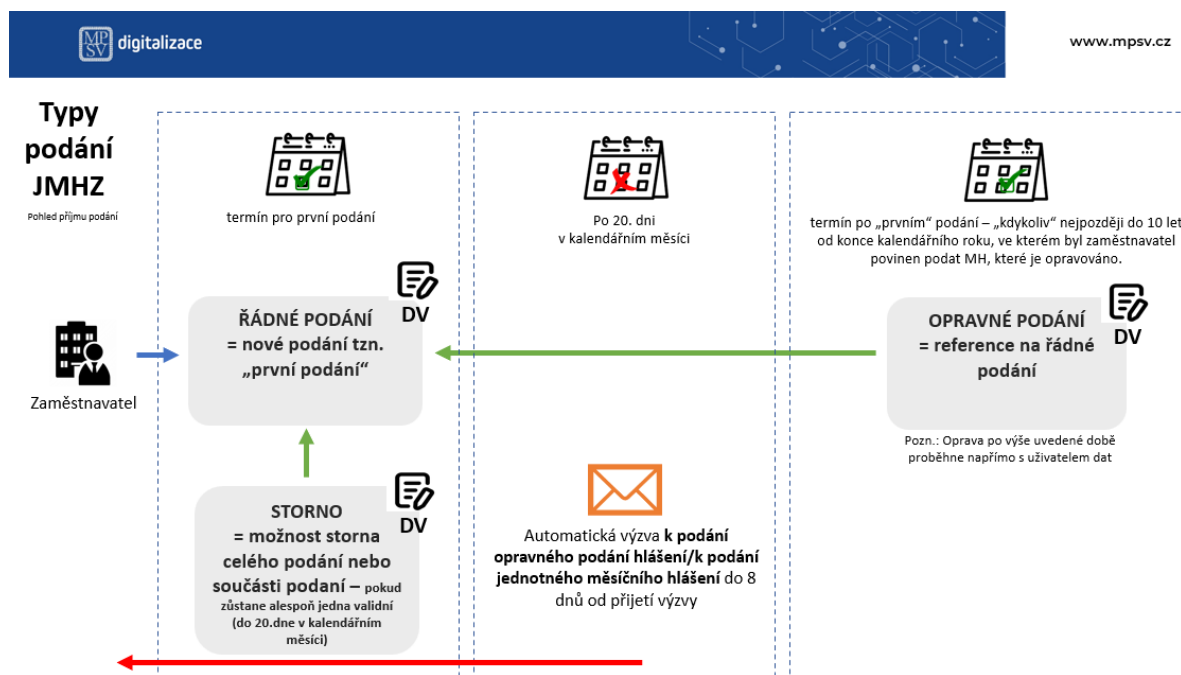 MP
SV
digitalizace
www.mpsv.cz
Typy
podání
JMHZ
Pohled příjmu podání
termín pro první podání
Po 20. dni
v kalendářním měsíci
termín po „prvním“ podání – „kdykoliv“ nejpozději do 10 let
od konce kalendářního roku, ve kterém byl zaměstnavatel
povinen podat MH, které je opravováno.
Zaměstnavatel
ŘÁDNÉ PODÁNÍ
= nové podání tzn.
„první podání“
DV
OPRAVNÉ PODÁNÍ
= reference na řádné
podání
DV
Pozn.: Oprava po výše uvedené době
proběhne napřímo s uživatelem dat
STORNO
= možnost storna
celého podání nebo
součásti podaní – pokud
zůstane alespoň jedna validní
(do 20.dne v kalendářním
měsíci)
DV
Automatická výzva k podání
opravného podání hlášení/k podání
jednotného měsíčního hlášení do 8
dnů od přijetí výzvy